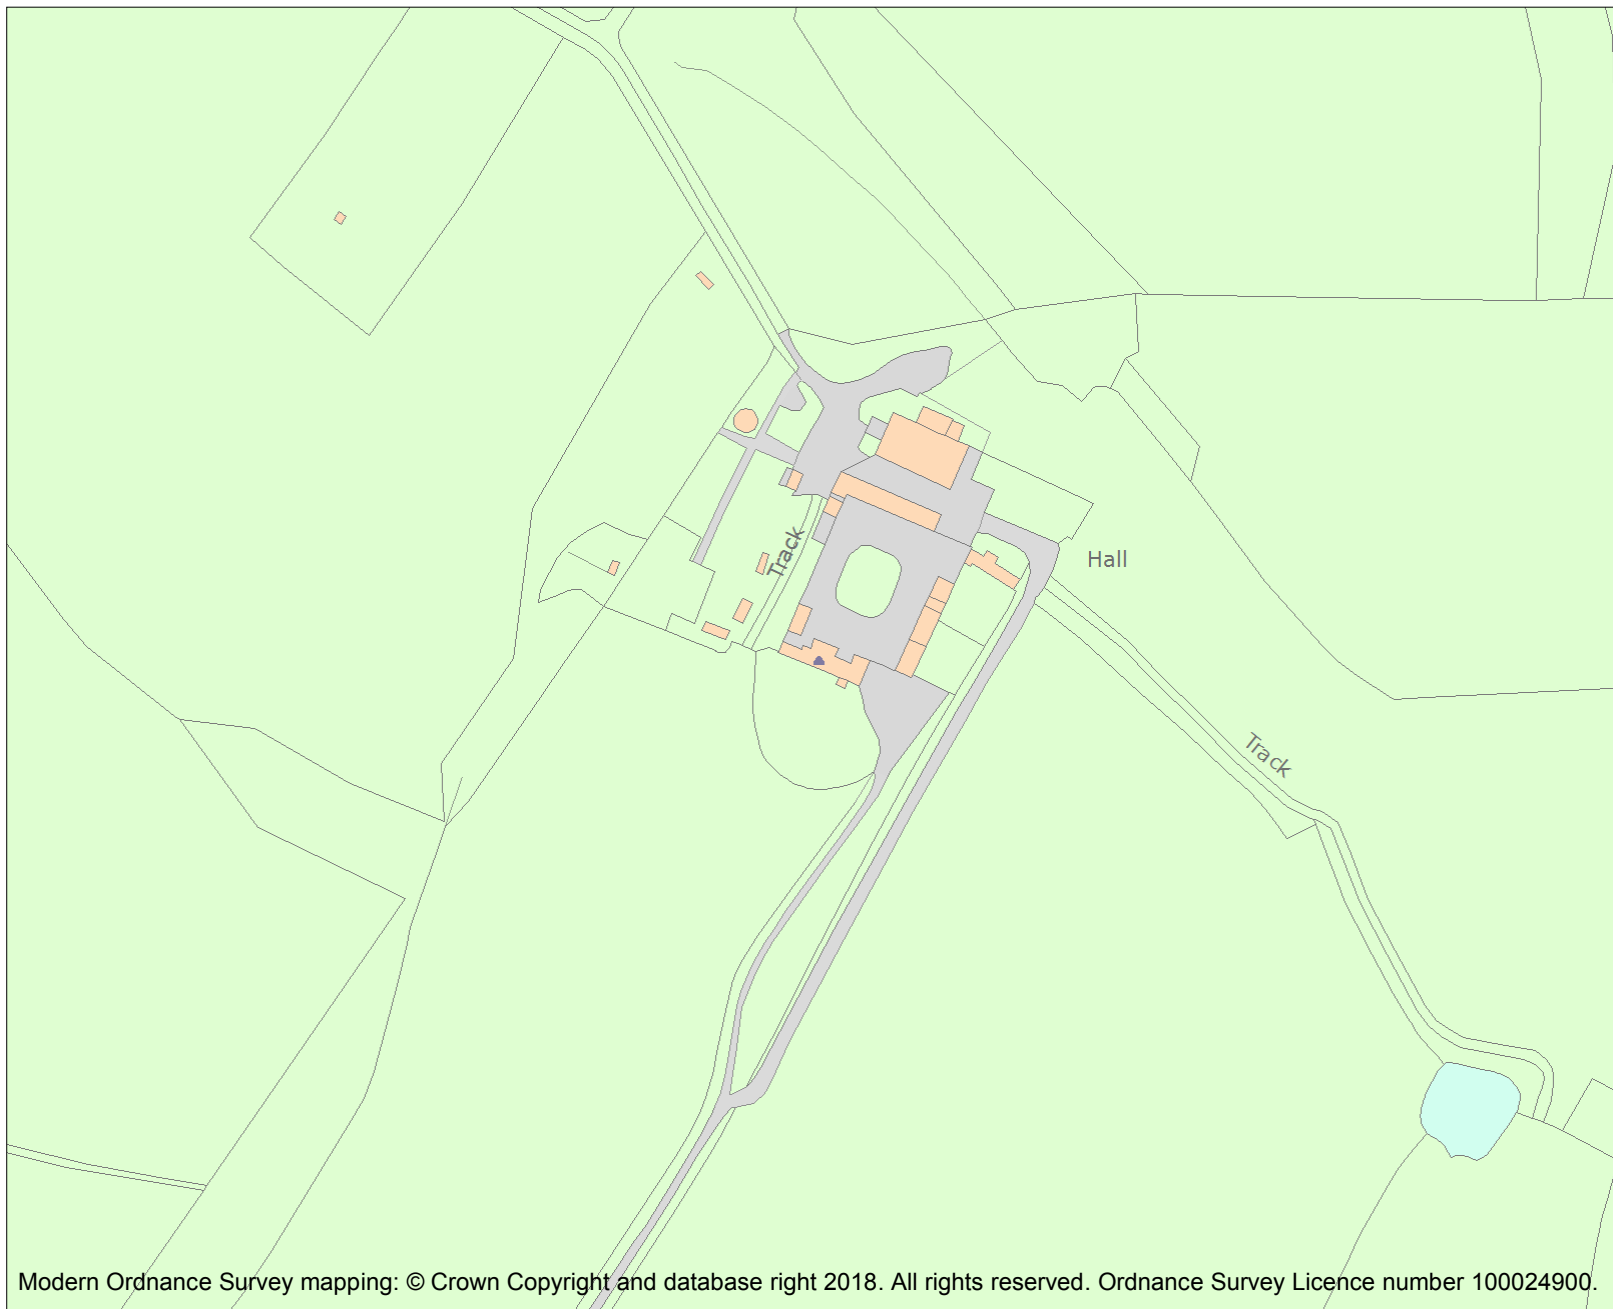 Track
Hall
Track
Modern Ordnance Survey mapping: © Crown Copyright and database right 2018. All rights reserved. Ordnance Survey Licence number 100024900.